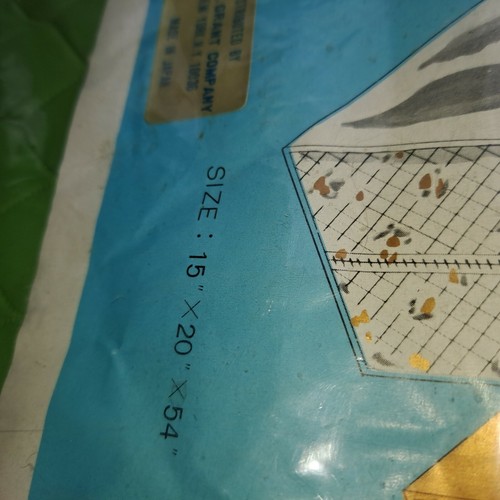 GRANT COMPANY
MADE IN JAPAN
SIZE : 15" X 20" X 54"